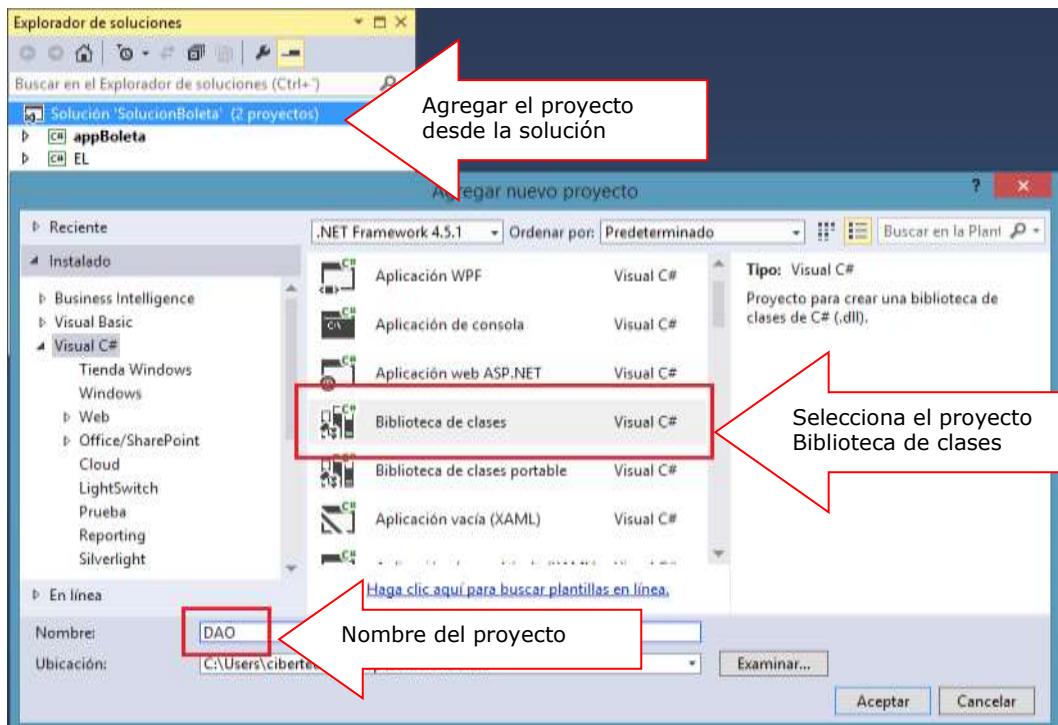 Explorador de soluciones
Buscar en el Explorador de soluciones (Ctrl+¨)
Solución 'SolucionBoleta' (2 proyectos)
C# appBoleta
C# EL
Agregar el proyecto
desde la solución
Agregar nuevo proyecto
Reciente
.NET Framework 4.5.1
Ordenar por:
Predeterminado
Buscar en la Plant
Instalado
Business Intelligence
Visual Basic
Visual C#
Tienda Windows
Windows
Web
Office/SharePoint
Cloud
LightSwitch
Prueba
Reporting
Silverlight
En línea
Aplicación WPF Visual C#
Aplicación de consola Visual C#
Aplicación web ASP.NET Visual C#
Biblioteca de clases Visual C#
Biblioteca de clases portable Visual C#
Aplicación vacía (XAML) Visual C#
Haga clic aquí para buscar plantillas en línea.
Tipo: Visual C#
Proyecto para crear una biblioteca de
clases de C# (.dll).
Selecciona el proyecto
Biblioteca de clases
Nombre: DAO
Nombre del proyecto
Ubicación:
Examinar...
Aceptar
Cancelar